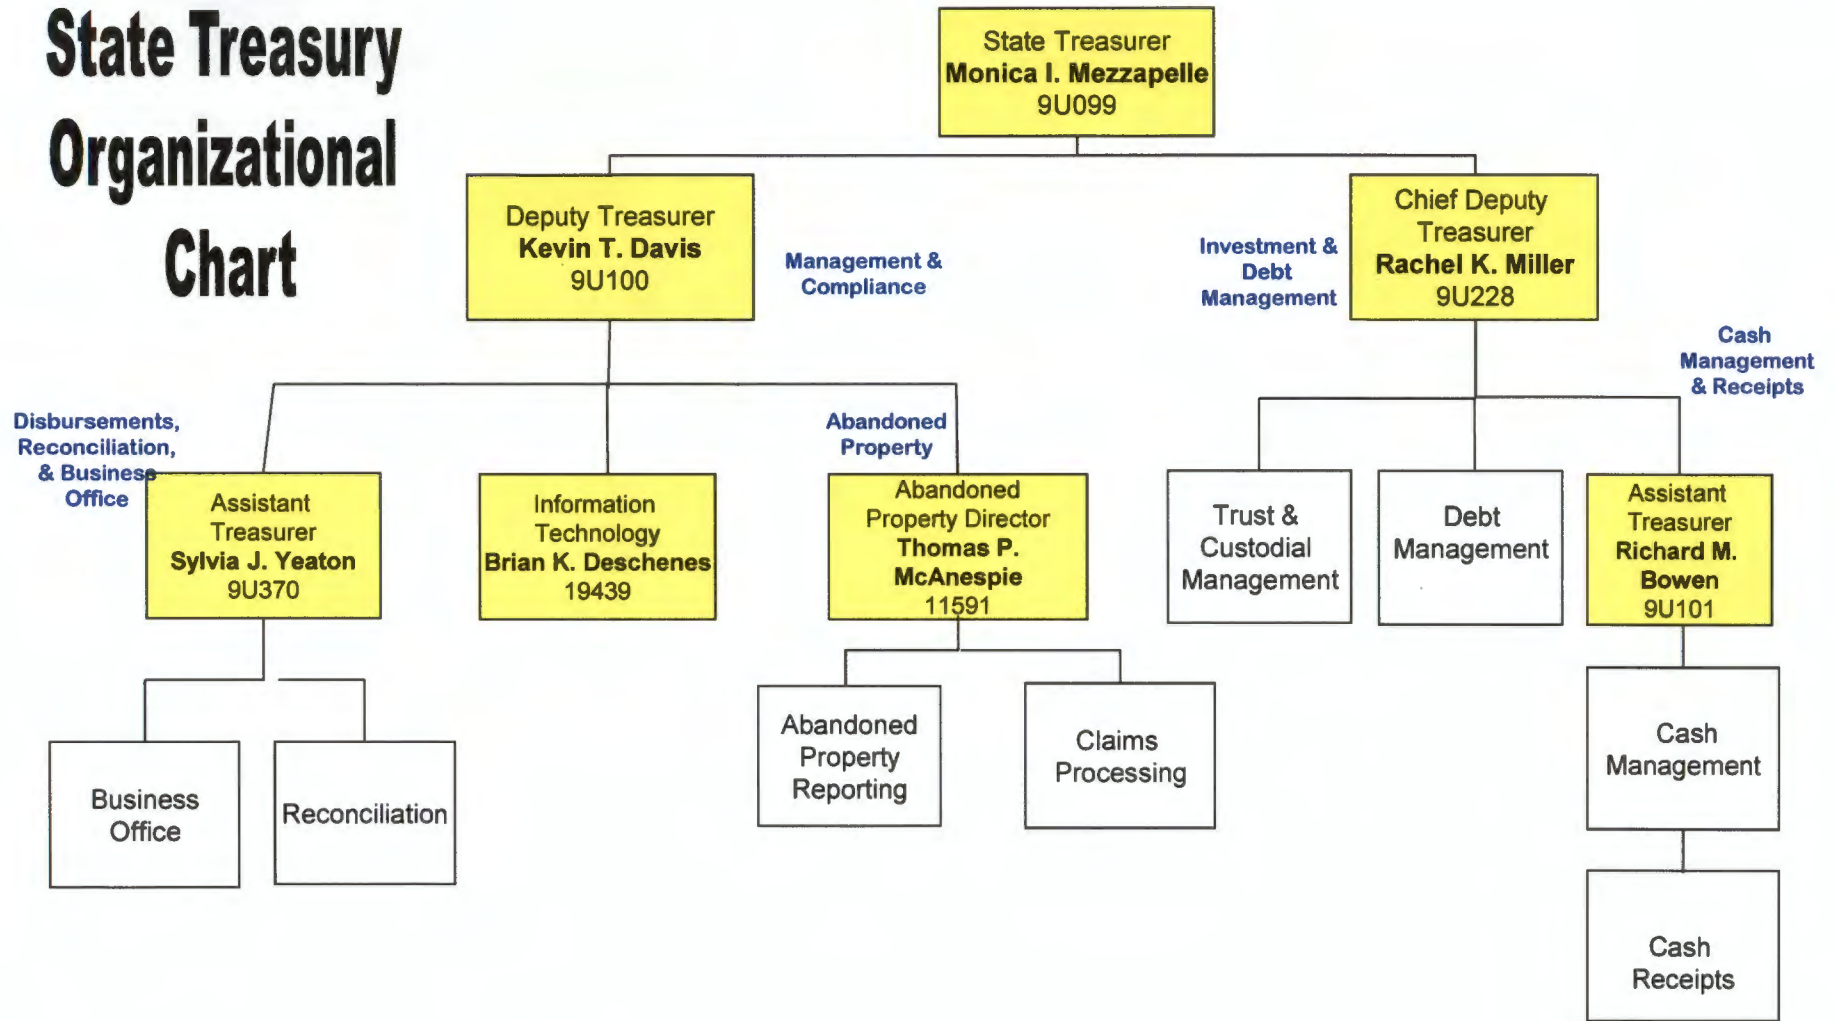 State Treasury
Organizational
Chart
State Treasurer
Monica I. Mezzapelle
9U099
Deputy Treasurer
Kevin T. Davis
9U100
Management &
Compliance
Investment &
Debt
Management
Chief Deputy
Treasurer
Rachel K. Miller
9U228
Cash
Management
& Receipts
Disbursements,
Reconciliation,
& Business
Office
Assistant
Treasurer
Sylvia J. Yeaton
9U370
Information
Technology
Brian K. Deschenes
19439
Abandoned
Property
Abandoned
Property Director
Thomas P.
McAnespie
11591
Trust &
Custodial
Management
Debt
Management
Assistant
Treasurer
Richard M.
Bowen
9U101
Business
Office
Reconciliation
Abandoned
Property
Reporting
Claims
Processing
Cash
Management
Cash
Receipts